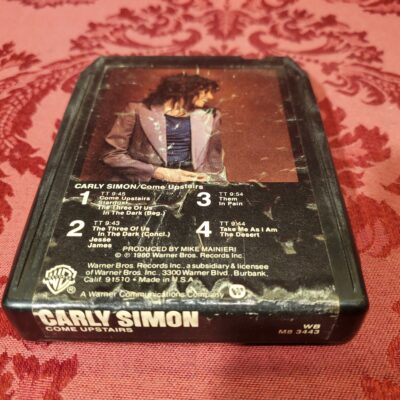 CARLY SIMON/Come Upstairs
1 TT 9:45
Come Upstairs
Stardust
The Three Of Us
In The Dark (Beg.)
2 TT 9:43
The Three Of Us
In The Dark (Concl.)
Jesse
James
3 TT 9:54
Them
In Pain
4 TT 9:44
Take Me As I Am
The Desert
PRODUCED BY MIKE MAINIERI
© 1980 Warner Bros. Records Inc.
Warner Bros. Records Inc., a subsidiary & licensee
of Warner Bros. Inc., 3300 Warner Blvd., Burbank,
Calif. 91510 • Made in U.S.A.
A Warner Communications Company
CARLY SIMON
COME UPSTAIRS
WB
M8 3443